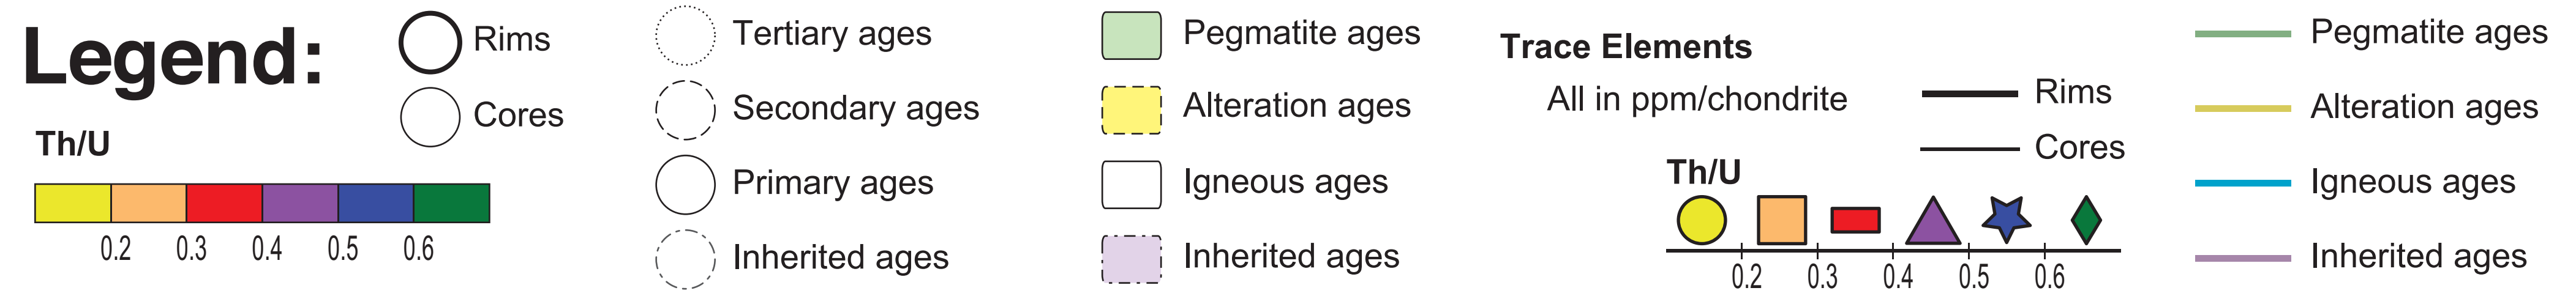 Legend:
Rims
Cores
Th/U
0.2 0.3 0.4 0.5 0.6
Tertiary ages
Secondary ages
Primary ages
Inherited ages
Pegmatite ages
Alteration ages
Igneous ages
Inherited ages
Trace Elements
All in ppm/chondrite
Rims
Cores
Th/U
0.2 0.3 0.4 0.5 0.6
Pegmatite ages
Alteration ages
Igneous ages
Inherited ages